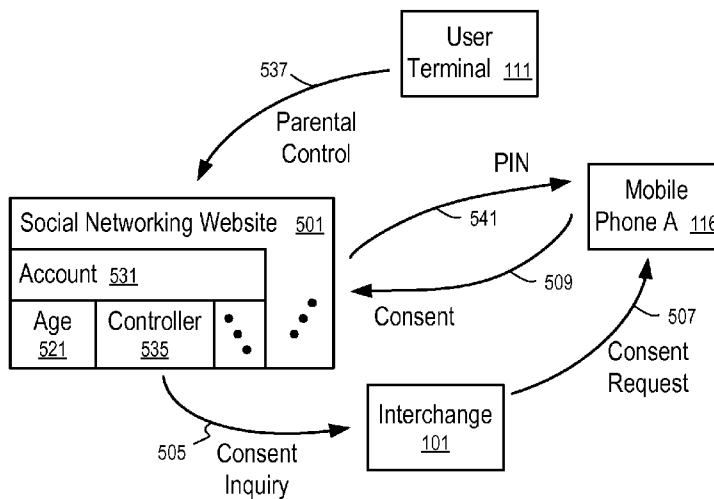 User
Terminal 111
537
Parental
Control
PIN
Mobile
Phone A 116
Social Networking Website 501
541
Account 531
509
Age
521
Controller
535
Consent
507
Consent
Request
Interchange
101
505
Consent
Inquiry